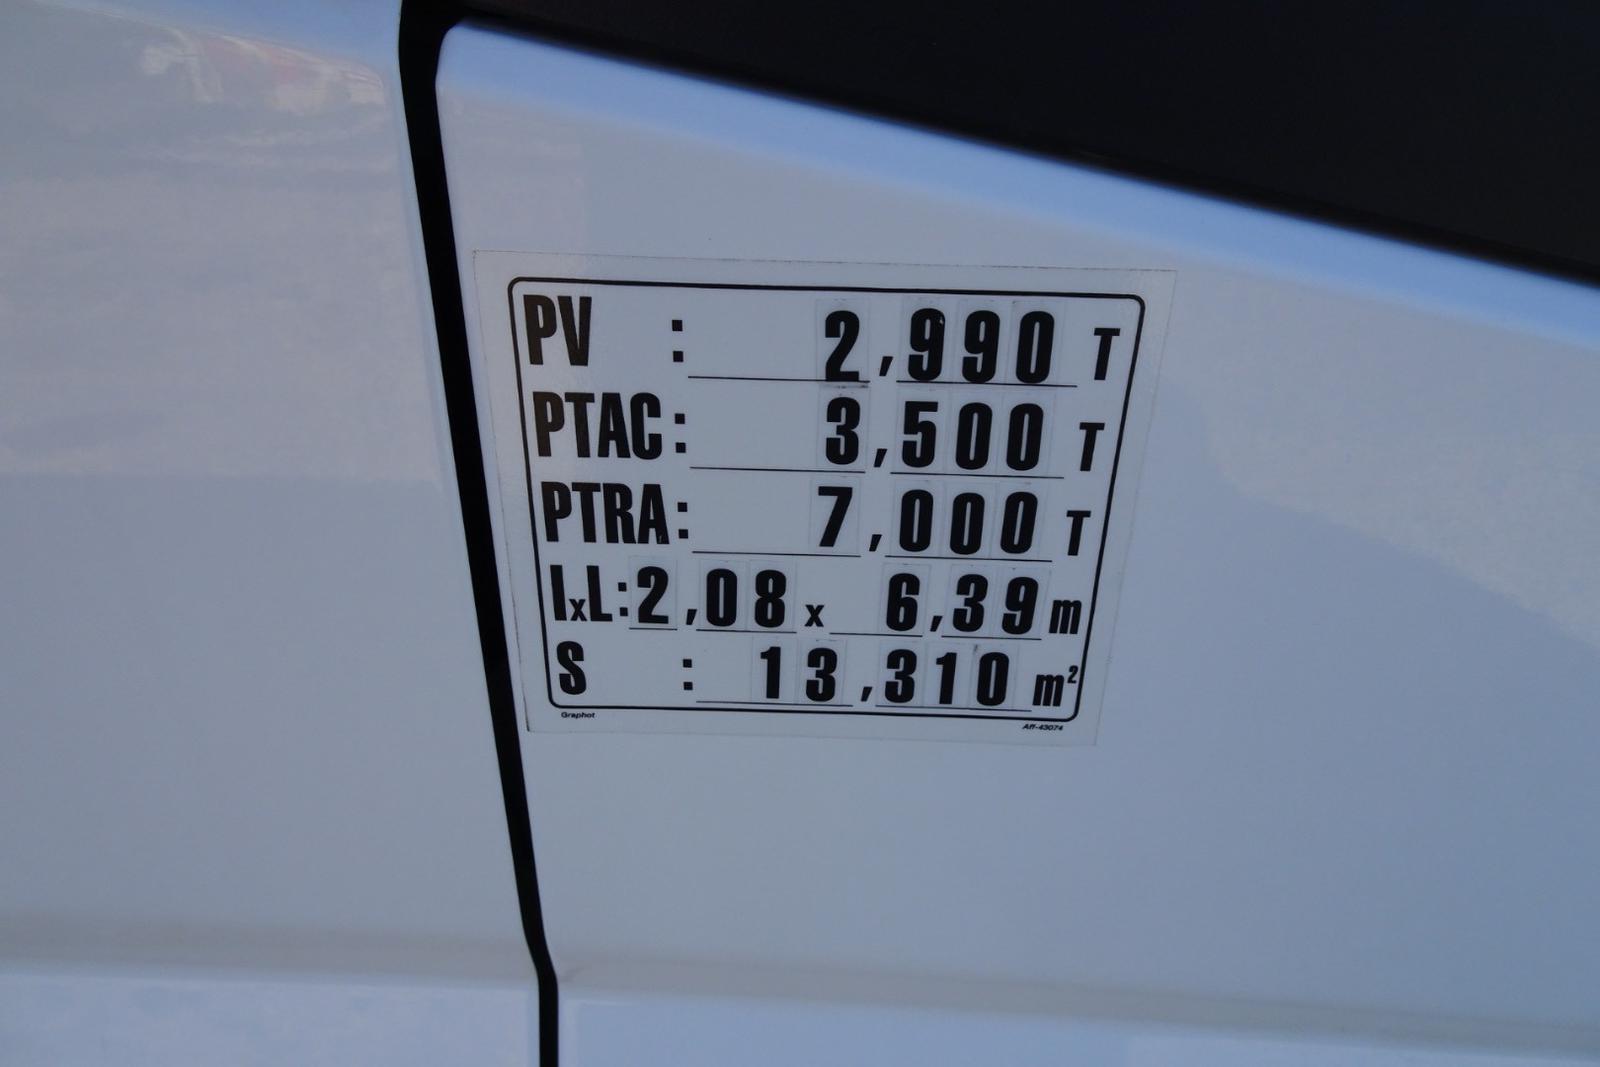 PV : 2,990 T
PTAC: 3,500 T
PTRA: 7,000 T
lxL: 2,08 x 6,39 m
S : 13,310 m²
Graphot Aff-43074